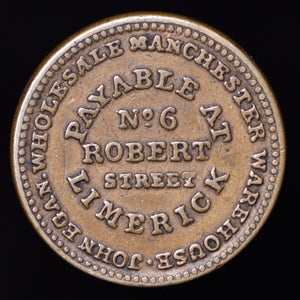 JOHN EGAN · WHOLESALE MANCHESTER WAREHOUSE ·
PAYABLE AT
Nº 6
ROBERT
STREET
LIMERICK